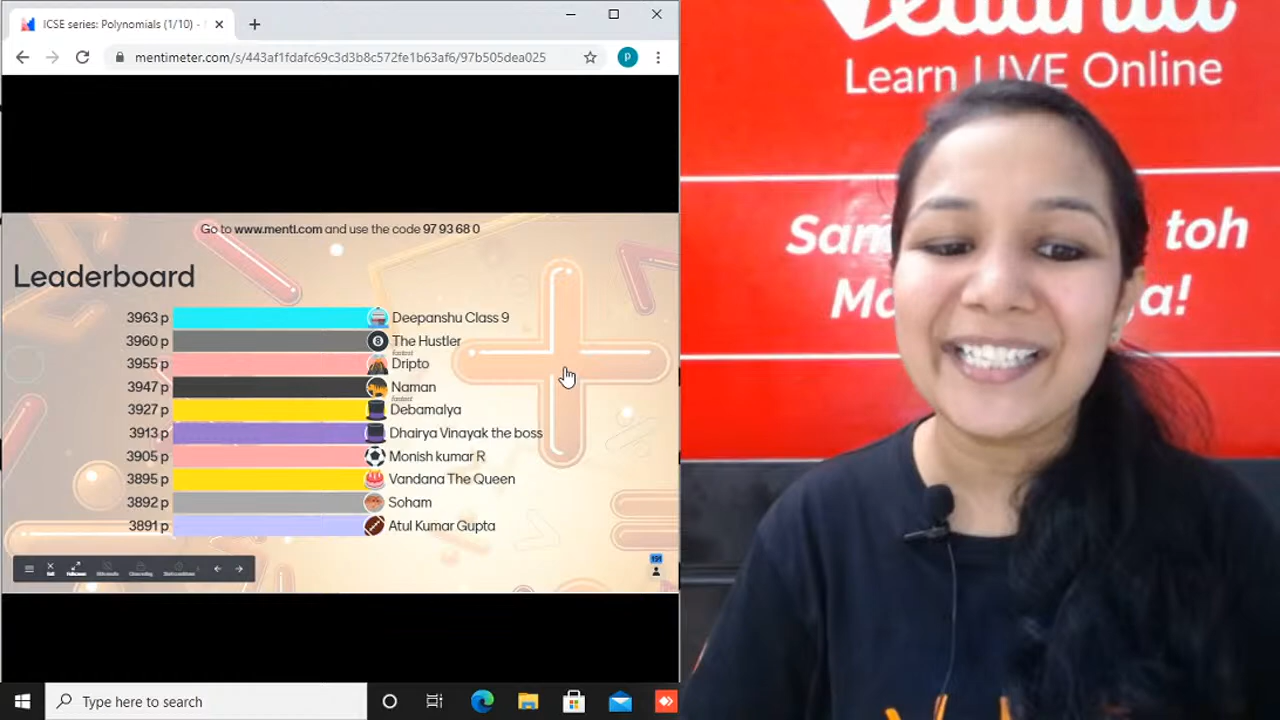 ICSE series: Polynomials (1/10) -
mentimeter.com/s/443af1fdafc69c3d3b8c572fe1b63af6/97b505dea025
P
Go to www.menti.com and use the code 97 93 68 0
Leaderboard
3963 p Deepanshu Class 9
3960 p The Hustler
fastest
3955 p Dripto
3947 p Naman
fastest
3927 p Debamalya
3913 p Dhairya Vinayak the boss
3905 p Monish kumar R
3895 p Vandana The Queen
3892 p Soham
3891 p Atul Kumar Gupta
191
Type here to search
Learn LIVE Online
toh